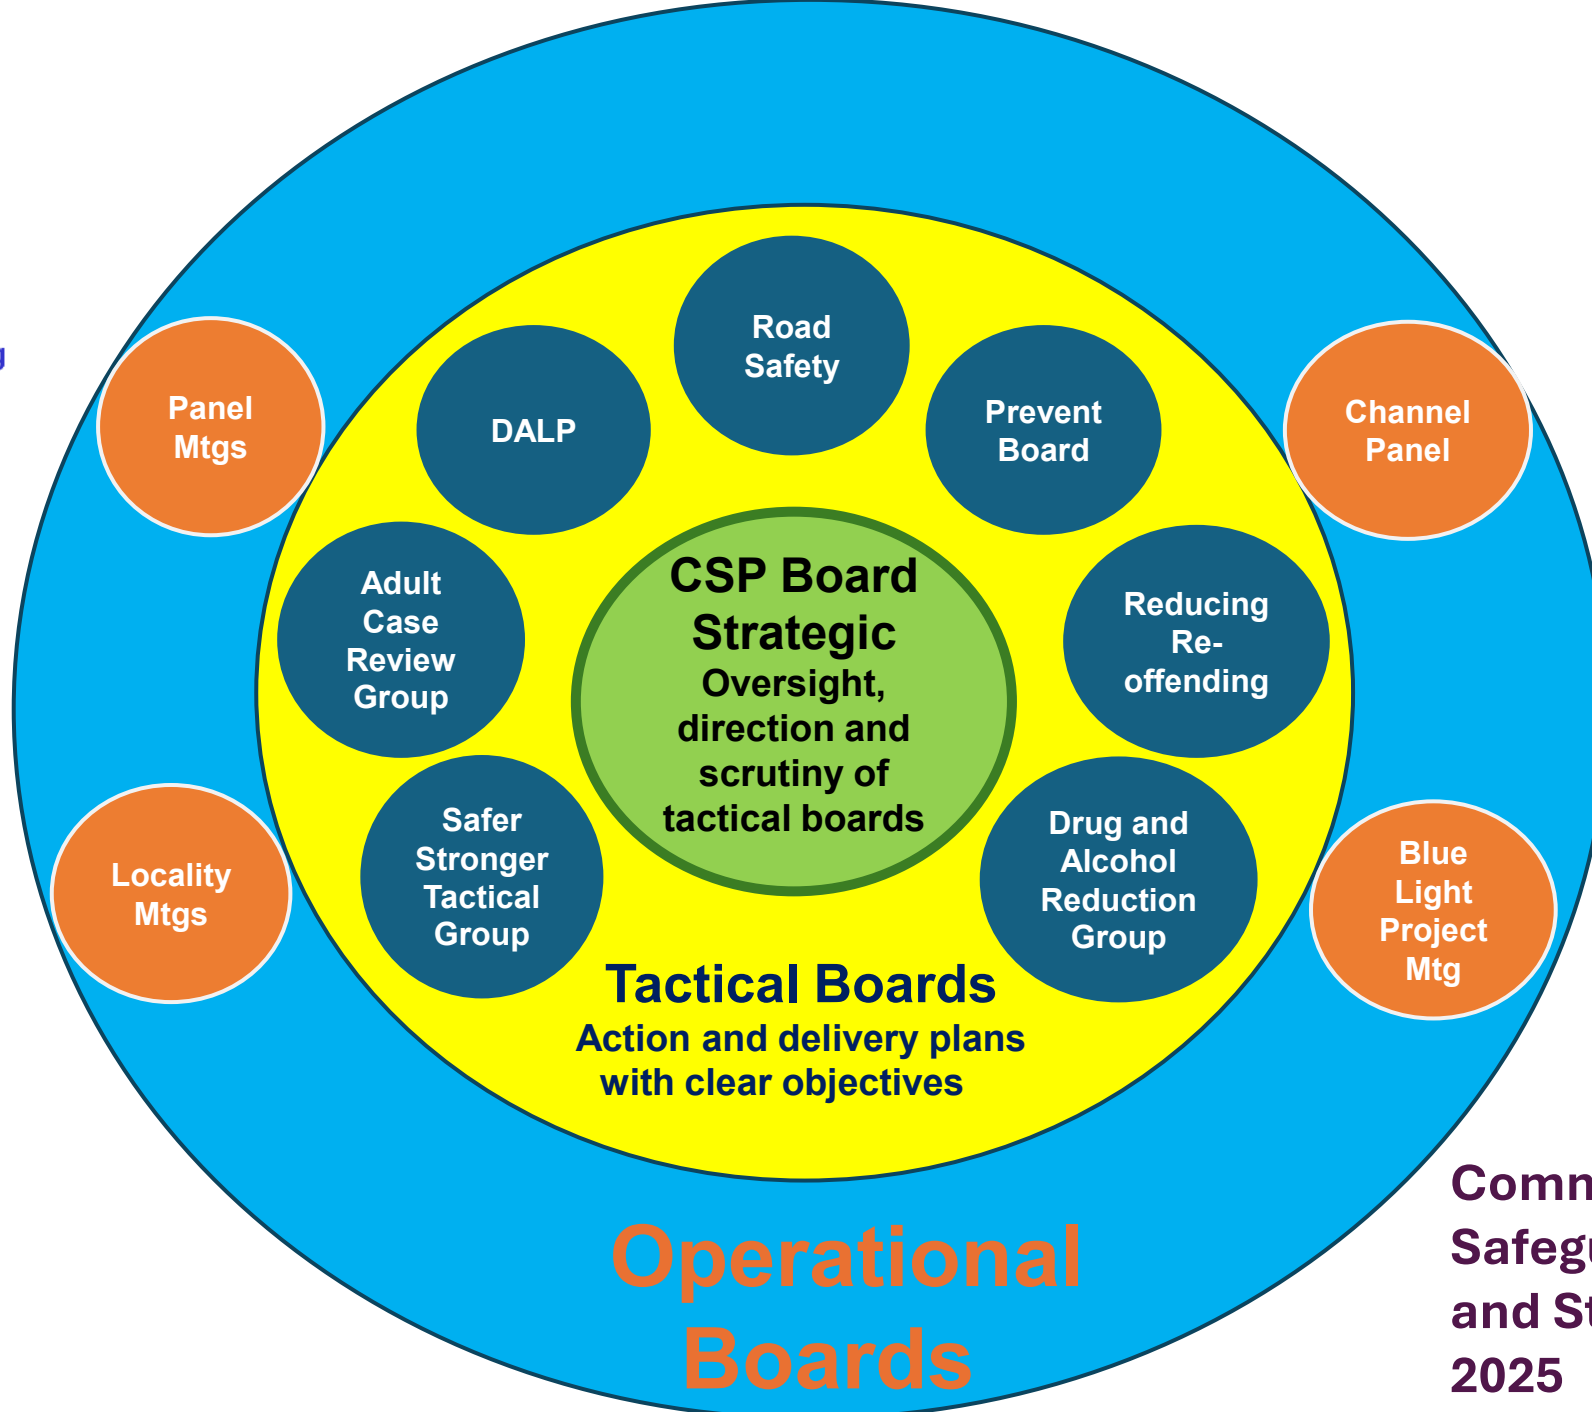 Road
Safety
DALP
Prevent
Board
Panel
Mtgs
Channel
Panel
Adult
Case
Review
Group
CSP Board
Strategic
Oversight,
direction and
scrutiny of
tactical boards
Reducing
Re-
offending
Safer
Stronger
Tactical
Group
Drug and
Alcohol
Reduction
Group
Locality
Mtgs
Blue
Light
Project
Mtg
Tactical Boards
Action and delivery plans
with clear objectives
Operational
Boards
and
2025